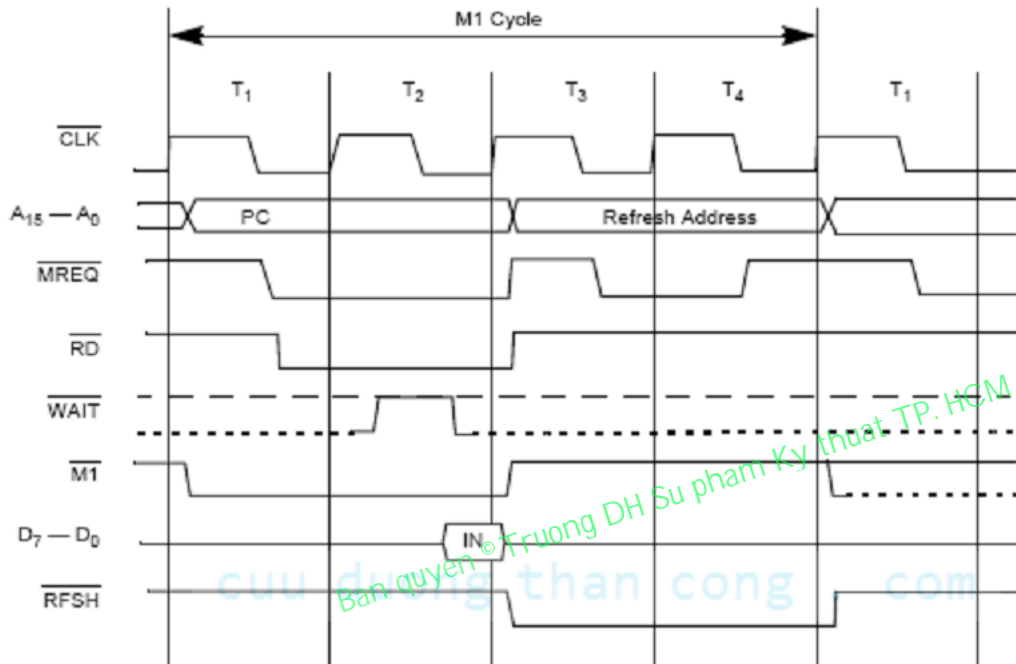 M1 Cycle
T1 T2 T3 T4 T1
CLK
A15 — A0 PC Refresh Address
MREQ
RD
WAIT
M1
D7 — D0 IN
RFSH
Ban quyen © Truong DH Su pham Ky thuat TP. HCM
cuu duong than cong . com